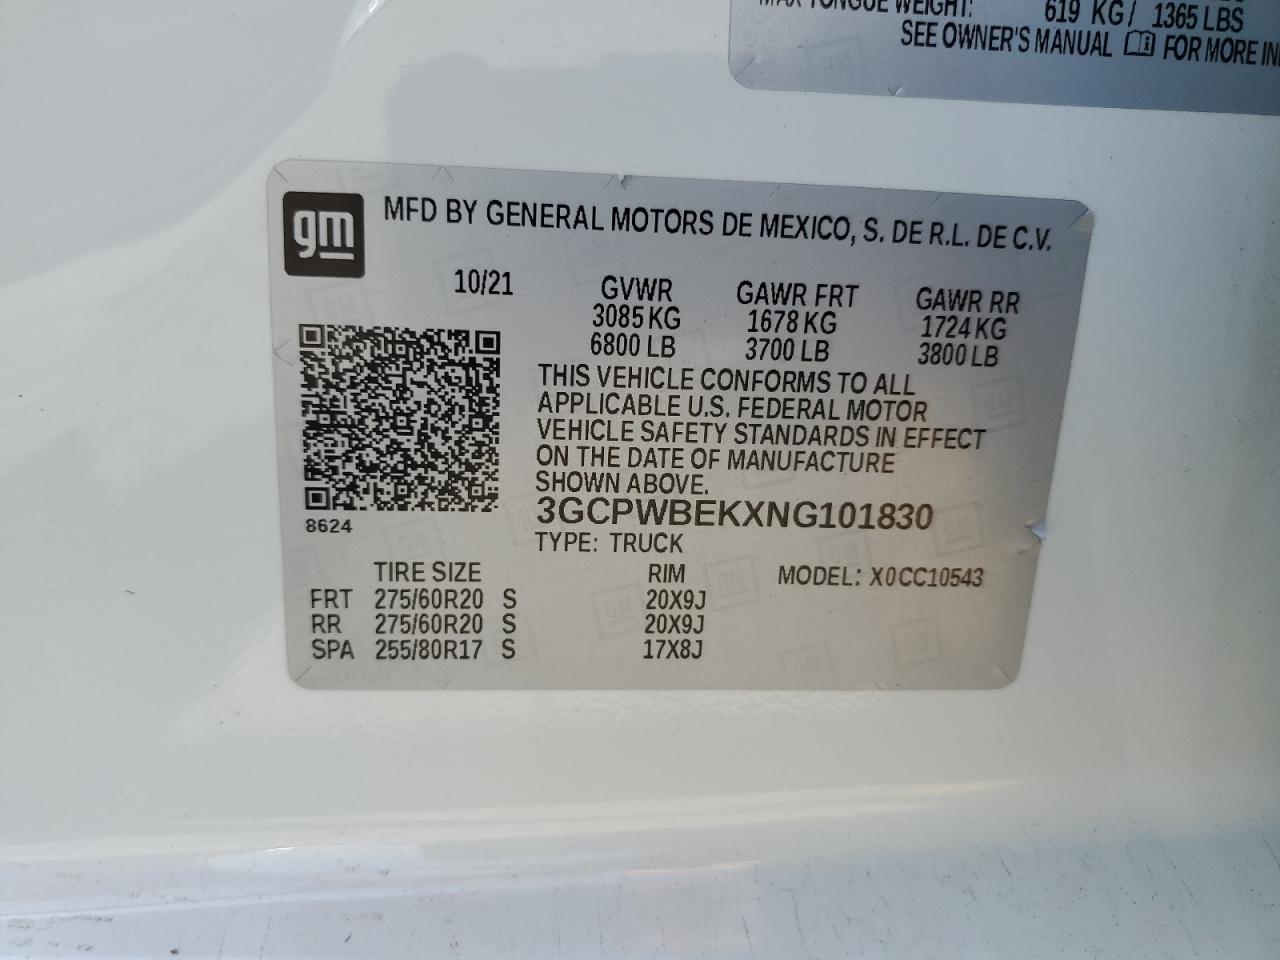 MAX TONGUE WEIGHT: 619 KG / 1365 LBS
SEE OWNER'S MANUAL FOR MORE
gm
MFD BY GENERAL MOTORS DE MEXICO, S. DE R.L. DE C.V.
10/21 GVWR GAWR FRT GAWR RR
3085 KG 1678 KG 1724 KG
6800 LB 3700 LB 3800 LB
THIS VEHICLE CONFORMS TO ALL
APPLICABLE U.S. FEDERAL MOTOR
VEHICLE SAFETY STANDARDS IN EFFECT
ON THE DATE OF MANUFACTURE
SHOWN ABOVE.
8624
3GCPWBEKXNG101830
TYPE: TRUCK
TIRE SIZE RIM MODEL: X0CC10543
FRT 275/60R20 S 20X9J
RR 275/60R20 S 20X9J
SPA 255/80R17 S 17X8J